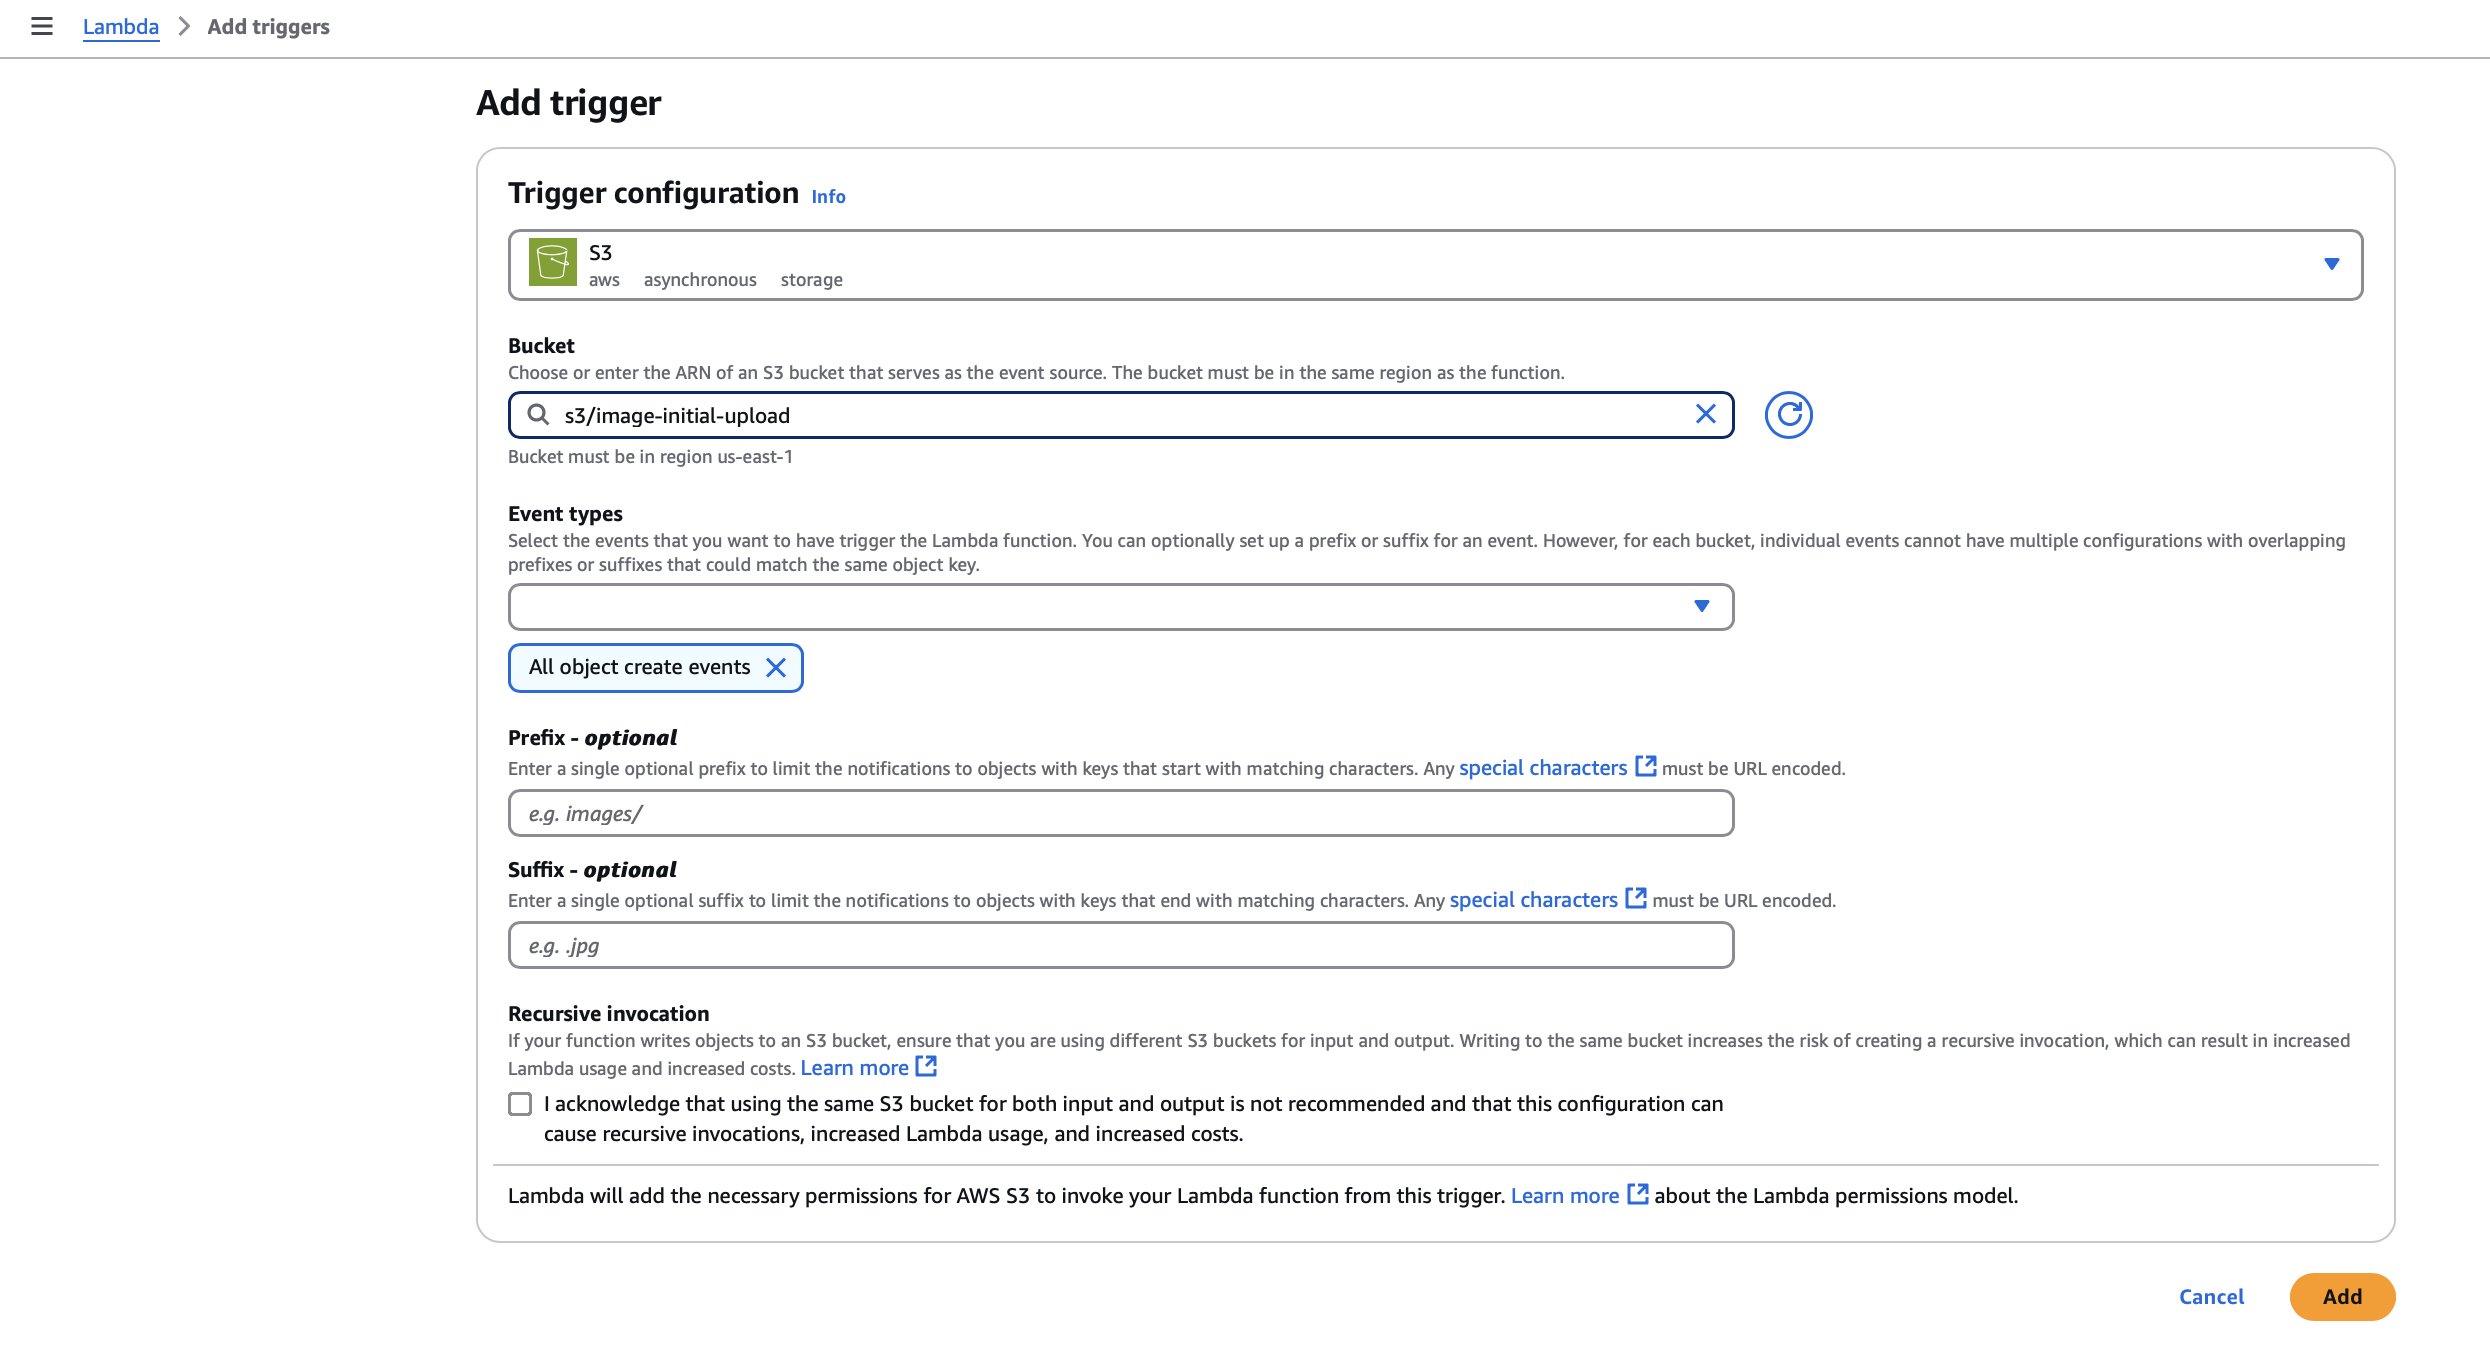 Lambda > Add triggers
Add trigger
Trigger configuration Info
S3
aws asynchronous storage
Bucket
Choose or enter the ARN of an S3 bucket that serves as the event source. The bucket must be in the same region as the function.
s3/image-initial-upload
Bucket must be in region us-east-1
Event types
Select the events that you want to have trigger the Lambda function. You can optionally set up a prefix or suffix for an event. However, for each bucket, individual events cannot have multiple configurations with overlapping
prefixes or suffixes that could match the same object key.
All object create events
Prefix - optional
Enter a single optional prefix to limit the notifications to objects with keys that start with matching characters. Any special characters must be URL encoded.
e.g. images/
Suffix - optional
Enter a single optional suffix to limit the notifications to objects with keys that end with matching characters. Any special characters must be URL encoded.
e.g. .jpg
Recursive invocation
If your function writes objects to an S3 bucket, ensure that you are using different S3 buckets for input and output. Writing to the same bucket increases the risk of creating a recursive invocation, which can result in increased
Lambda usage and increased costs. Learn more
I acknowledge that using the same S3 bucket for both input and output is not recommended and that this configuration can
cause recursive invocations, increased Lambda usage, and increased costs.
Lambda will add the necessary permissions for AWS S3 to invoke your Lambda function from this trigger. Learn more about the Lambda permissions model.
Cancel Add